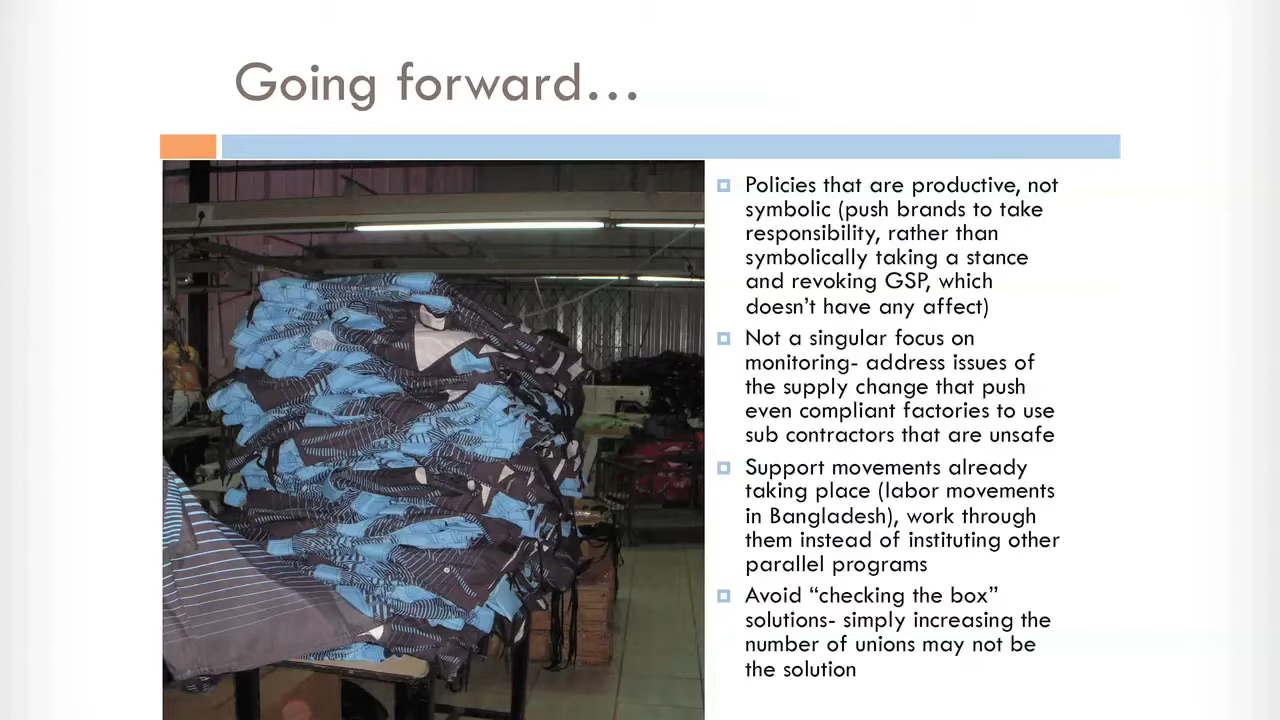 Going forward...
Policies that are productive, not
symbolic (push brands to take
responsibility, rather than
symbolically taking a stance
and revoking GSP, which
doesn't have any affect)
Not a singular focus on
monitoring- address issues of
the supply change that push
even compliant factories to use
sub contractors that are unsafe
Support movements already
taking place (labor movements
in Bangladesh), work through
them instead of instituting other
parallel programs
Avoid “checking the box”
solutions- simply increasing the
number of unions may not be
the solution